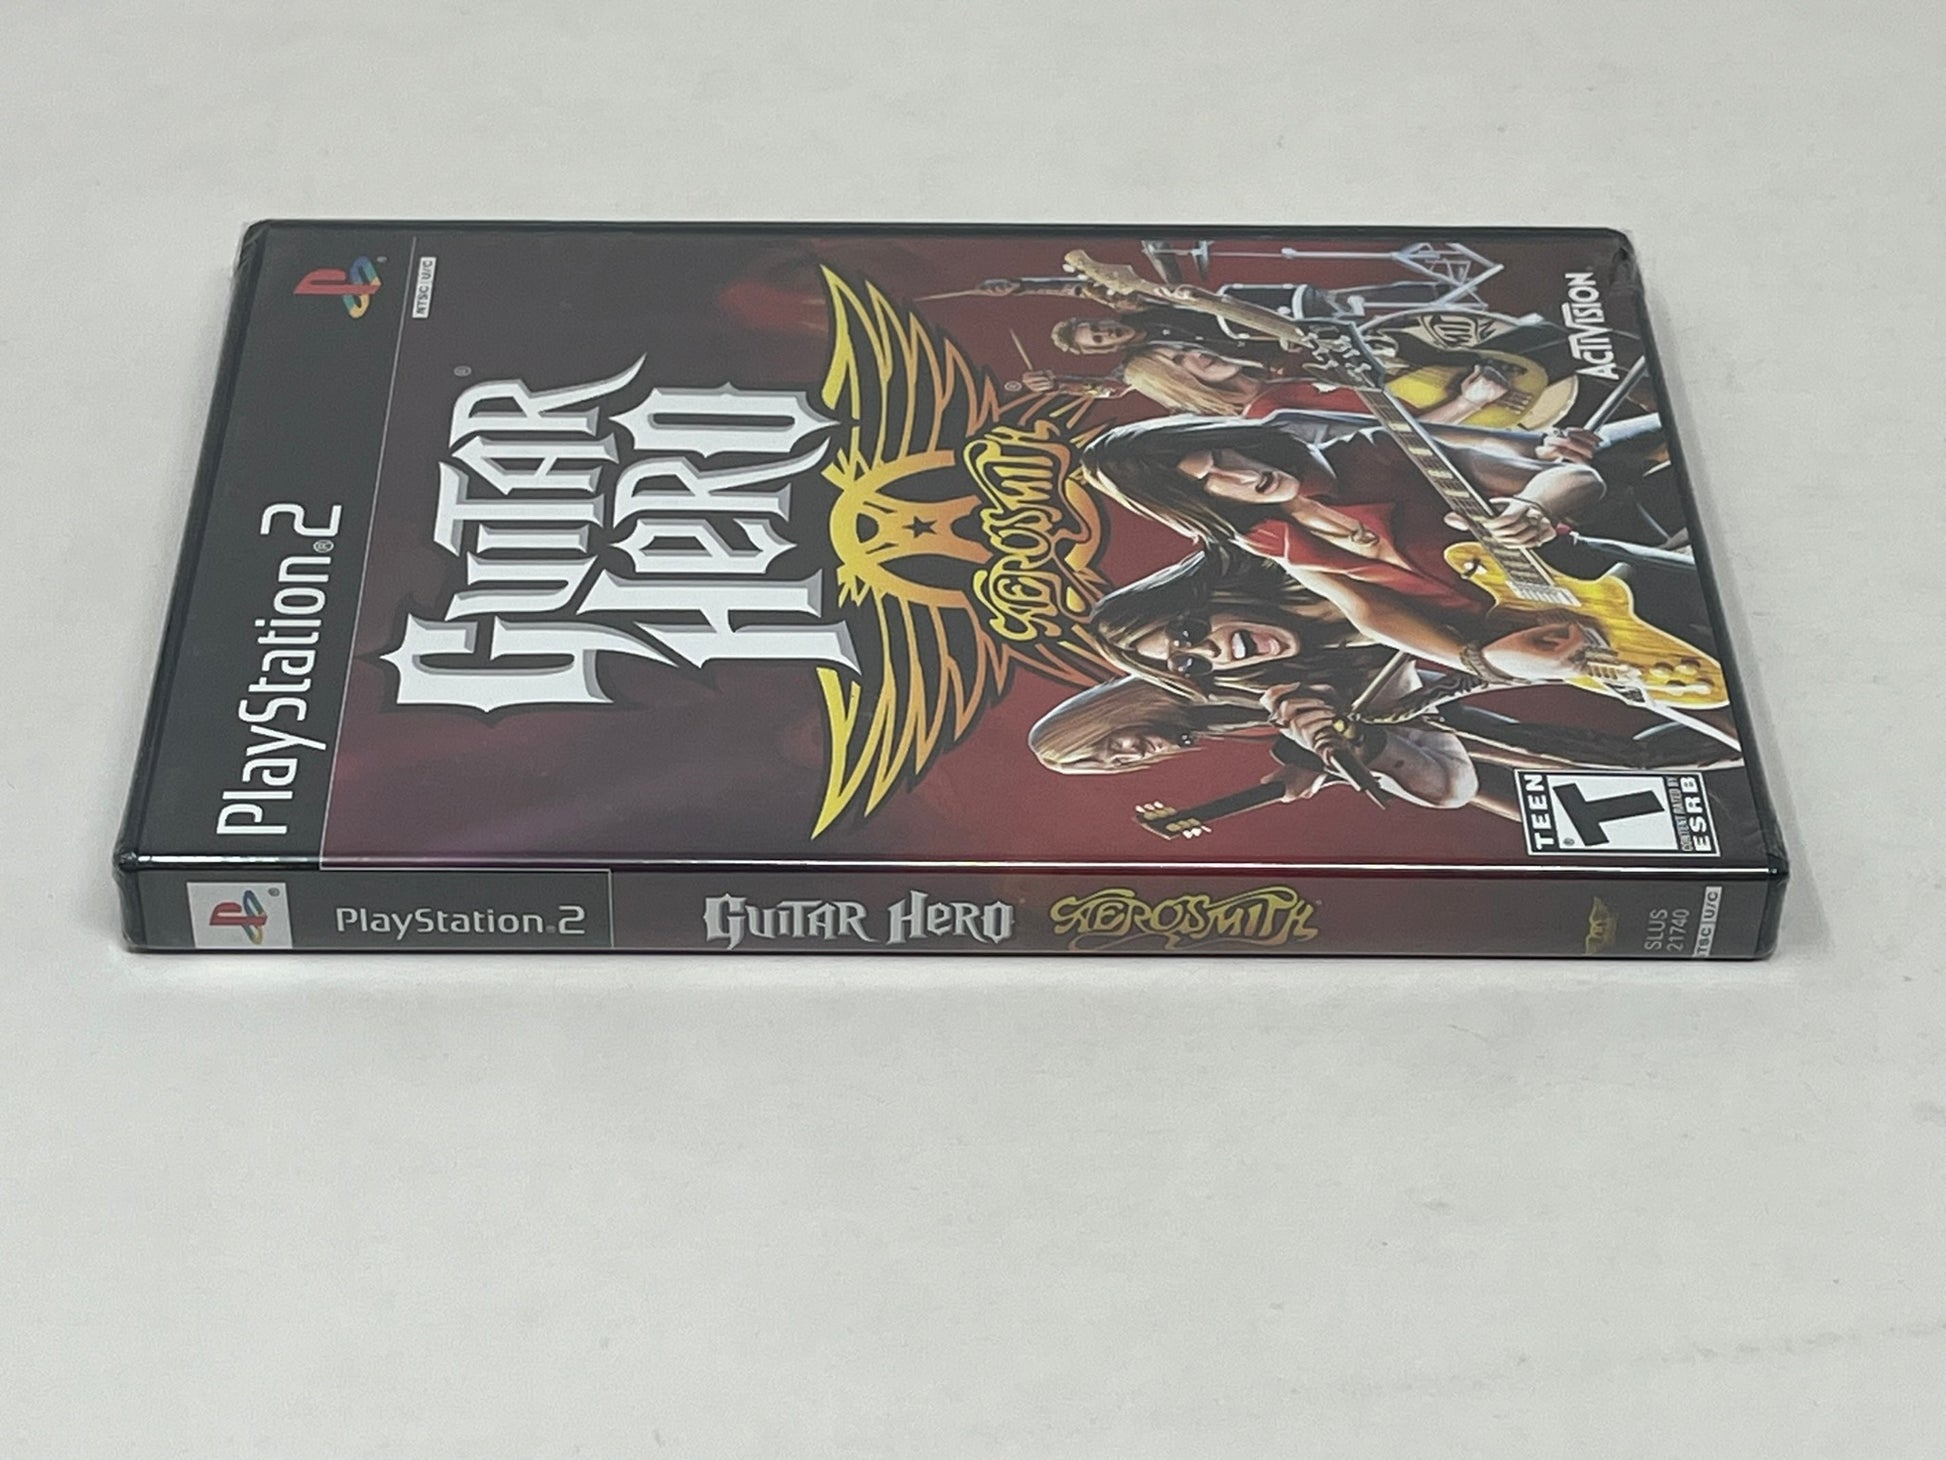 PlayStation®2
NTSC U/C
GUITAR
HERO
AEROSMITH
ACTIVISION
TEEN
T
CONTENT RATED BY
ESRB
PlayStation®2
GUITAR HERO AEROSMITH
SLUS
21740
NTSC U/C